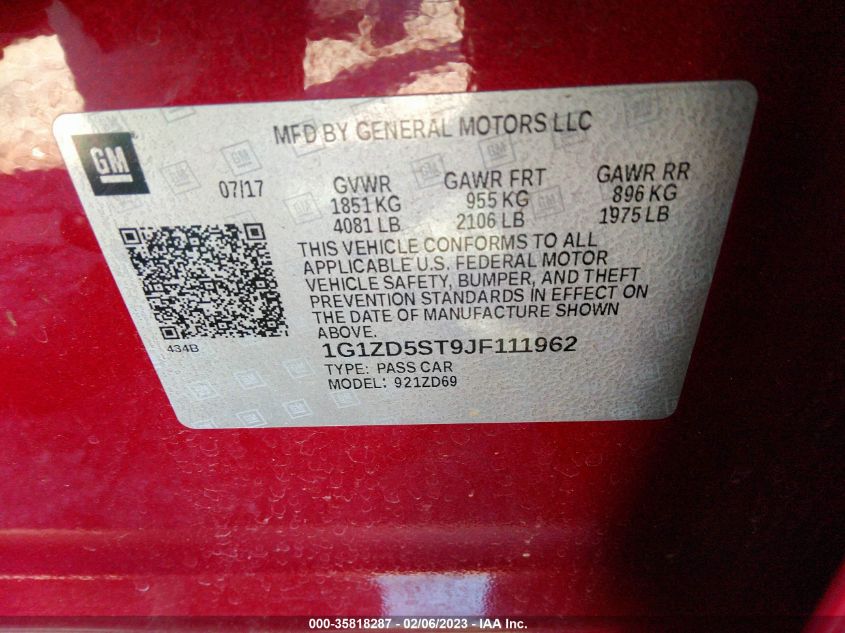 MFD BY GENERAL MOTORS LLC
GM
07/17
GVWR
1851 KG
4081 LB
GAWR FRT
955 KG
2106 LB
GAWR RR
896 KG
1975 LB
THIS VEHICLE CONFORMS TO ALL
APPLICABLE U.S. FEDERAL MOTOR
VEHICLE SAFETY, BUMPER, AND THEFT
PREVENTION STANDARDS IN EFFECT ON
THE DATE OF MANUFACTURE SHOWN
ABOVE.
434B
1G1ZD5ST9JF111962
TYPE: PASS CAR
MODEL: 921ZD69
000-35818287 - 02/06/2023 - IAA Inc.